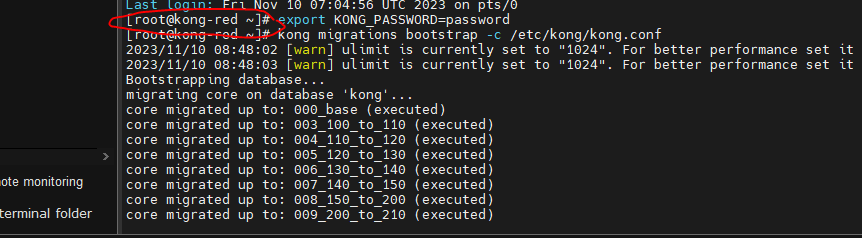 Last login: Fri Nov 10 07:04:56 UTC 2023 on pts/0
[root@kong-red ~]# export KONG_PASSWORD=password
[root@kong-red ~]# kong migrations bootstrap -c /etc/kong/kong.conf
2023/11/10 08:48:02 [warn] ulimit is currently set to "1024". For better performance set it
2023/11/10 08:48:03 [warn] ulimit is currently set to "1024". For better performance set it
Bootstrapping database...
migrating core on database 'kong'...
core migrated up to: 000_base (executed)
core migrated up to: 003_100_to_110 (executed)
core migrated up to: 004_110_to_120 (executed)
core migrated up to: 005_120_to_130 (executed)
core migrated up to: 006_130_to_140 (executed)
core migrated up to: 007_140_to_150 (executed)
core migrated up to: 008_150_to_200 (executed)
core migrated up to: 009_200_to_210 (executed)
note monitoring
terminal folder